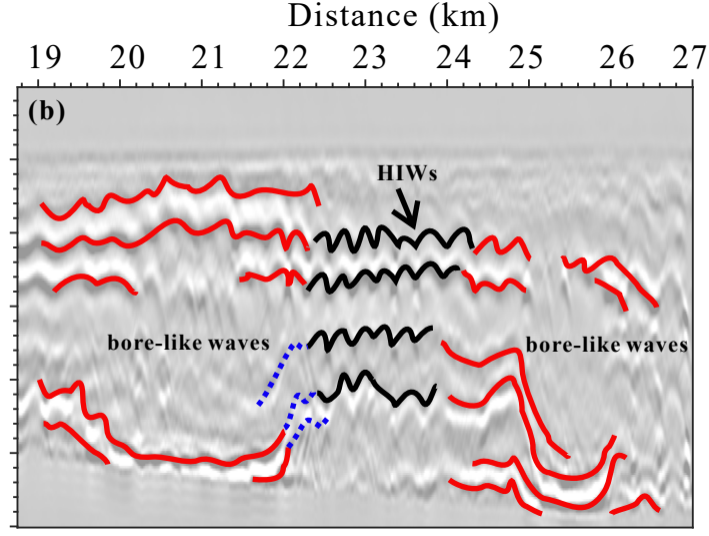 Distance (km)
19 20 21 22 23 24 25 26 27
(b)
HIWs
bore-like waves bore-like waves